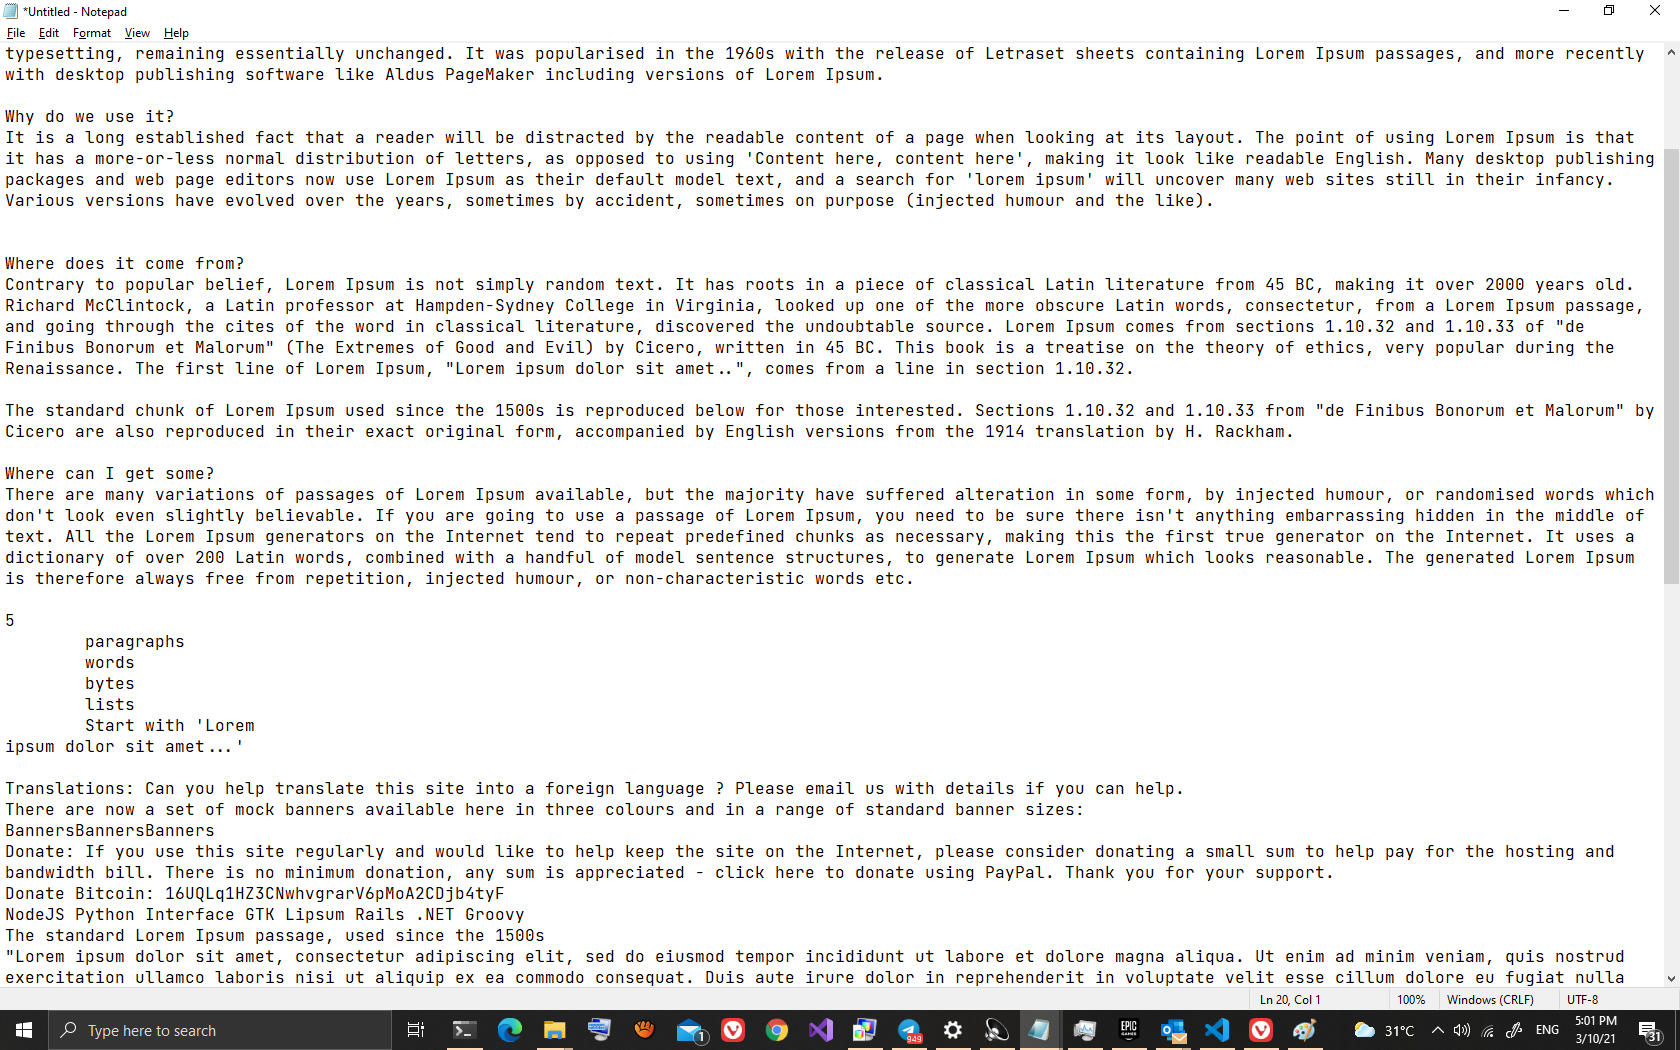 *Untitled - Notepad
File Edit Format View Help
typesetting, remaining essentially unchanged. It was popularised in the 1960s with the release of Letraset sheets containing Lorem Ipsum passages, and more recently
with desktop publishing software like Aldus PageMaker including versions of Lorem Ipsum.
Why do we use it?
It is a long established fact that a reader will be distracted by the readable content of a page when looking at its layout. The point of using Lorem Ipsum is that
it has a more-or-less normal distribution of letters, as opposed to using 'Content here, content here', making it look like readable English. Many desktop publishing
packages and web page editors now use Lorem Ipsum as their default model text, and a search for 'lorem ipsum' will uncover many web sites still in their infancy.
Various versions have evolved over the years, sometimes by accident, sometimes on purpose (injected humour and the like).
Where does it come from?
Contrary to popular belief, Lorem Ipsum is not simply random text. It has roots in a piece of classical Latin literature from 45 BC, making it over 2000 years old.
Richard McClintock, a Latin professor at Hampden-Sydney College in Virginia, looked up one of the more obscure Latin words, consectetur, from a Lorem Ipsum passage,
and going through the cites of the word in classical literature, discovered the undoubtable source. Lorem Ipsum comes from sections 1.10.32 and 1.10.33 of "de
Finibus Bonorum et Malorum" (The Extremes of Good and Evil) by Cicero, written in 45 BC. This book is a treatise on the theory of ethics, very popular during the
Renaissance. The first line of Lorem Ipsum, "Lorem ipsum dolor sit amet..", comes from a line in section 1.10.32.
The standard chunk of Lorem Ipsum used since the 1500s is reproduced below for those interested. Sections 1.10.32 and 1.10.33 from "de Finibus Bonorum et Malorum" by
Cicero are also reproduced in their exact original form, accompanied by English versions from the 1914 translation by H. Rackham.
Where can I get some?
There are many variations of passages of Lorem Ipsum available, but the majority have suffered alteration in some form, by injected humour, or randomised words which
don't look even slightly believable. If you are going to use a passage of Lorem Ipsum, you need to be sure there isn't anything embarrassing hidden in the middle of
text. All the Lorem Ipsum generators on the Internet tend to repeat predefined chunks as necessary, making this the first true generator on the Internet. It uses a
dictionary of over 200 Latin words, combined with a handful of model sentence structures, to generate Lorem Ipsum which looks reasonable. The generated Lorem Ipsum
is therefore always free from repetition, injected humour, or non-characteristic words etc.
5
paragraphs
words
bytes
lists
Start with 'Lorem
ipsum dolor sit amet...'
Translations: Can you help translate this site into a foreign language ? Please email us with details if you can help.
There are now a set of mock banners available here in three colours and in a range of standard banner sizes:
BannersBannersBanners
Donate: If you use this site regularly and would like to help keep the site on the Internet, please consider donating a small sum to help pay for the hosting and
bandwidth bill. There is no minimum donation, any sum is appreciated - click here to donate using PayPal. Thank you for your support.
Donate Bitcoin: 16UQLq1HZ3CNwhvgrarV6pMoA2CDjb4tyF
NodeJS Python Interface GTK Lipsum Rails .NET Groovy
The standard Lorem Ipsum passage, used since the 1500s
"Lorem ipsum dolor sit amet, consectetur adipiscing elit, sed do eiusmod tempor incididunt ut labore et dolore magna aliqua. Ut enim ad minim veniam, quis nostrud
exercitation ullamco laboris nisi ut aliquip ex ea commodo consequat. Duis aute irure dolor in reprehenderit in voluptate velit esse cillum dolore eu fugiat nulla
Ln 20, Col 1 100% Windows (CRLF) UTF-8
Type here to search 1 949 EPIC GAMES 31°C ENG 5:01 PM 31
3/10/21